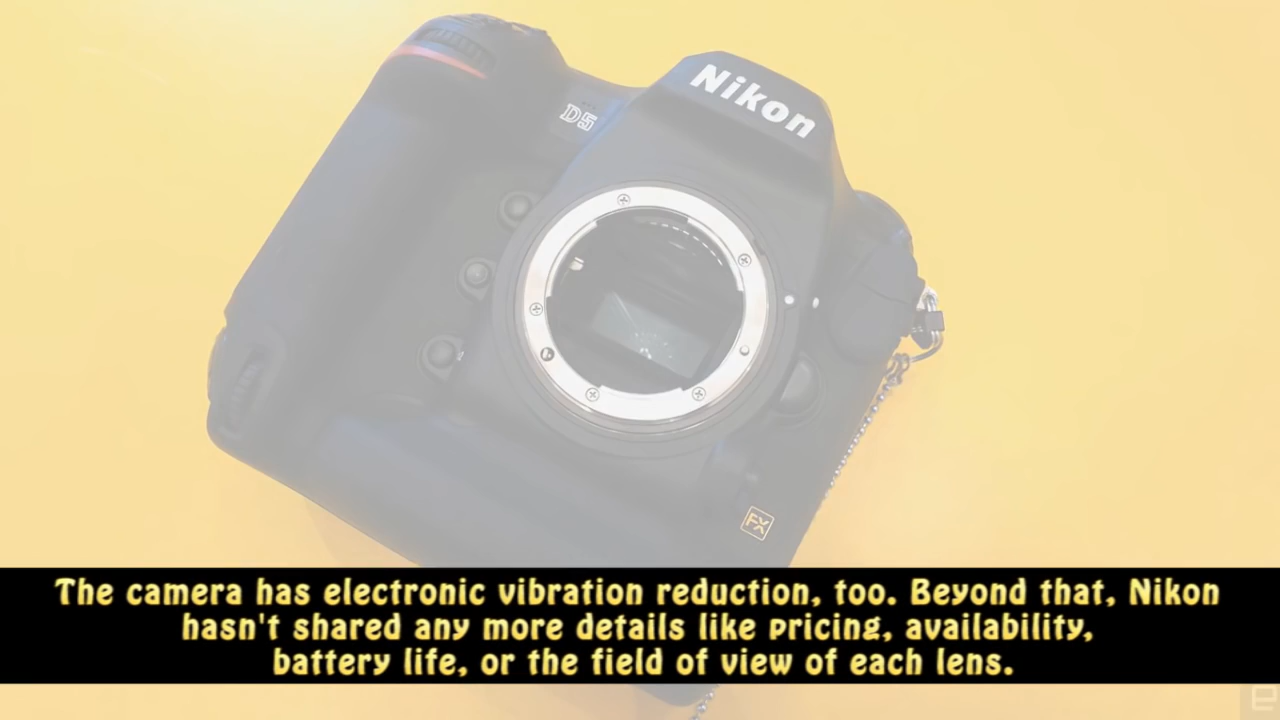 Nikon
D5
FX
The camera has electronic vibration reduction, too. Beyond that, Nikon
hasn't shared any more details like pricing, availability,
battery life, or the field of view of each lens.
e